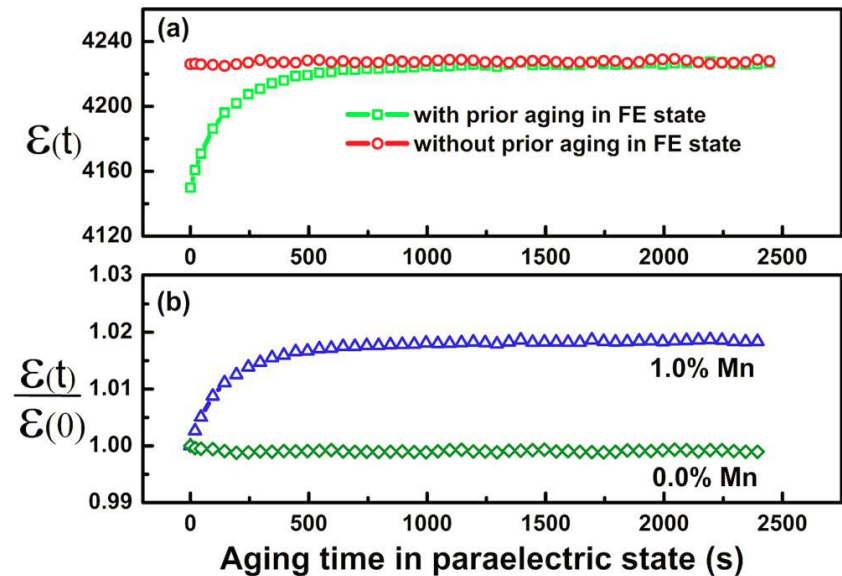 (a)
4240
4200
4160
4120
ε(t)
with prior aging in FE state
without prior aging in FE state
0 500 1000 1500 2000 2500
(b)
1.03
1.02
1.01
1.00
0.99
ε(t)
ε(0)
1.0% Mn
0.0% Mn
0 500 1000 1500 2000 2500
Aging time in paraelectric state (s)